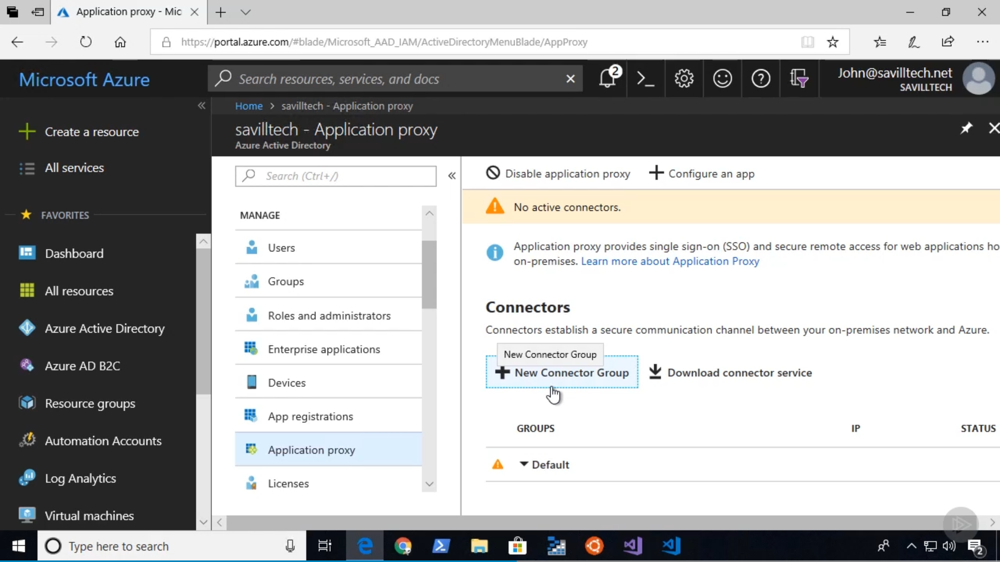 Application proxy - Mic
https://portal.azure.com/#blade/Microsoft_AAD_IAM/ActiveDirectoryMenuBlade/AppProxy
Microsoft Azure
Search resources, services, and docs
2
John@savilltech.net
SAVILLTECH
Home > savilltech - Application proxy
savilltech - Application proxy
Azure Active Directory
Create a resource
All services
FAVORITES
Dashboard
All resources
Azure Active Directory
Azure AD B2C
Resource groups
Automation Accounts
Log Analytics
Virtual machines
Search (Ctrl+/)
MANAGE
Users
Groups
Roles and administrators
Enterprise applications
Devices
App registrations
Application proxy
Licenses
Disable application proxy
Configure an app
No active connectors.
Application proxy provides single sign-on (SSO) and secure remote access for web applications ho
on-premises. Learn more about Application Proxy
Connectors
Connectors establish a secure communication channel between your on-premises network and Azure.
New Connector Group
New Connector Group
Download connector service
GROUPS IP STATUS
Default
Type here to search
2